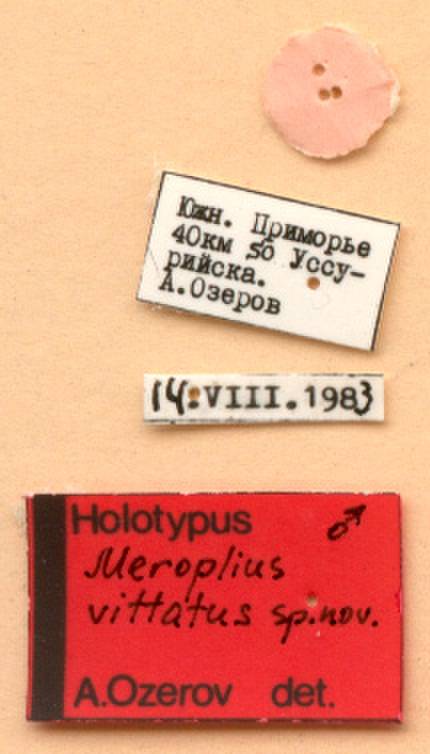 Южн. Приморье
40км SO Уссу-
рийска.
А.Озеров
14.VIII.1983
Holotypus ♂
Meroplius
vittatus sp.nov.
A.Ozerov det.